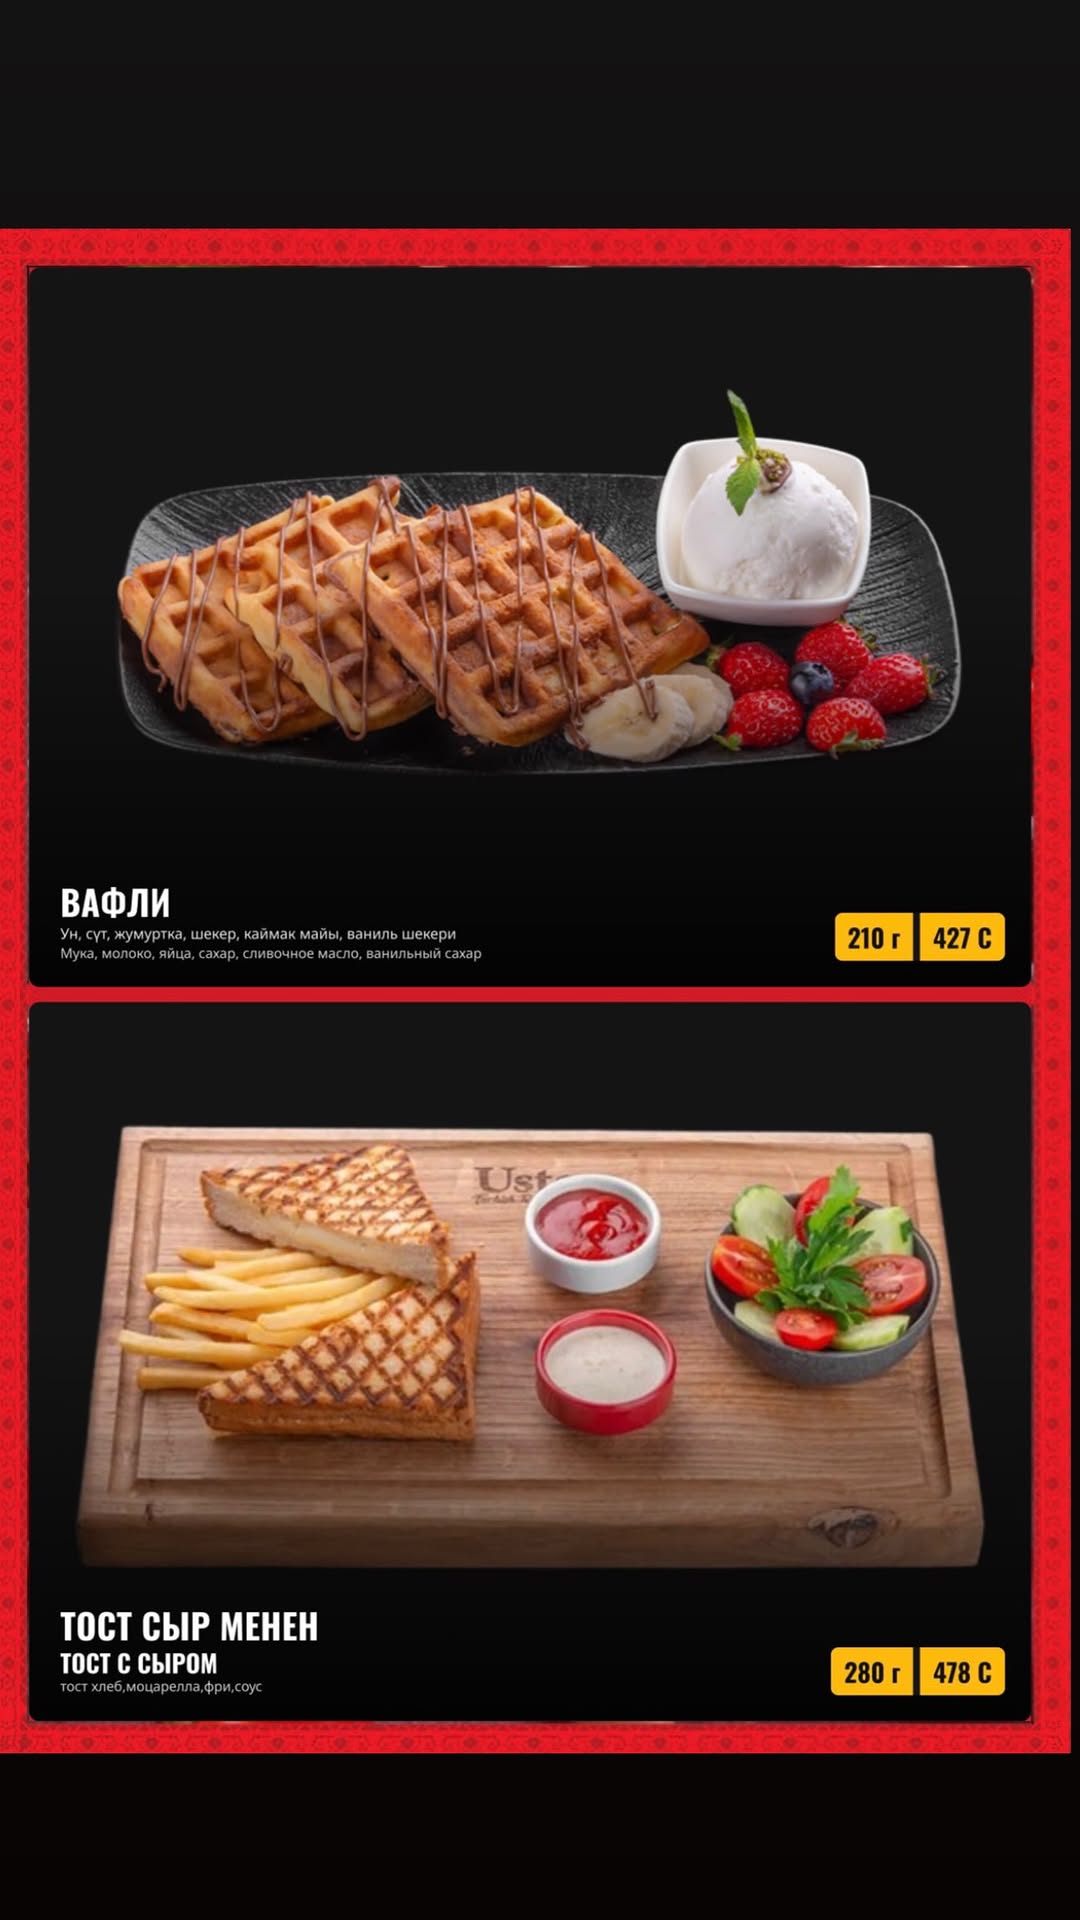 ВАФЛИ
Ун, сүт, жумуртка, шекер, каймак майы, ваниль шекери
Мука, молоко, яйца, сахар, сливочное масло, ванильный сахар
210 г 427 С
Ust
ТОСТ СЫР МЕНЕН
ТОСТ С СЫРОМ
тост хлеб,моцарелла,фри,соус
280 г 478 С